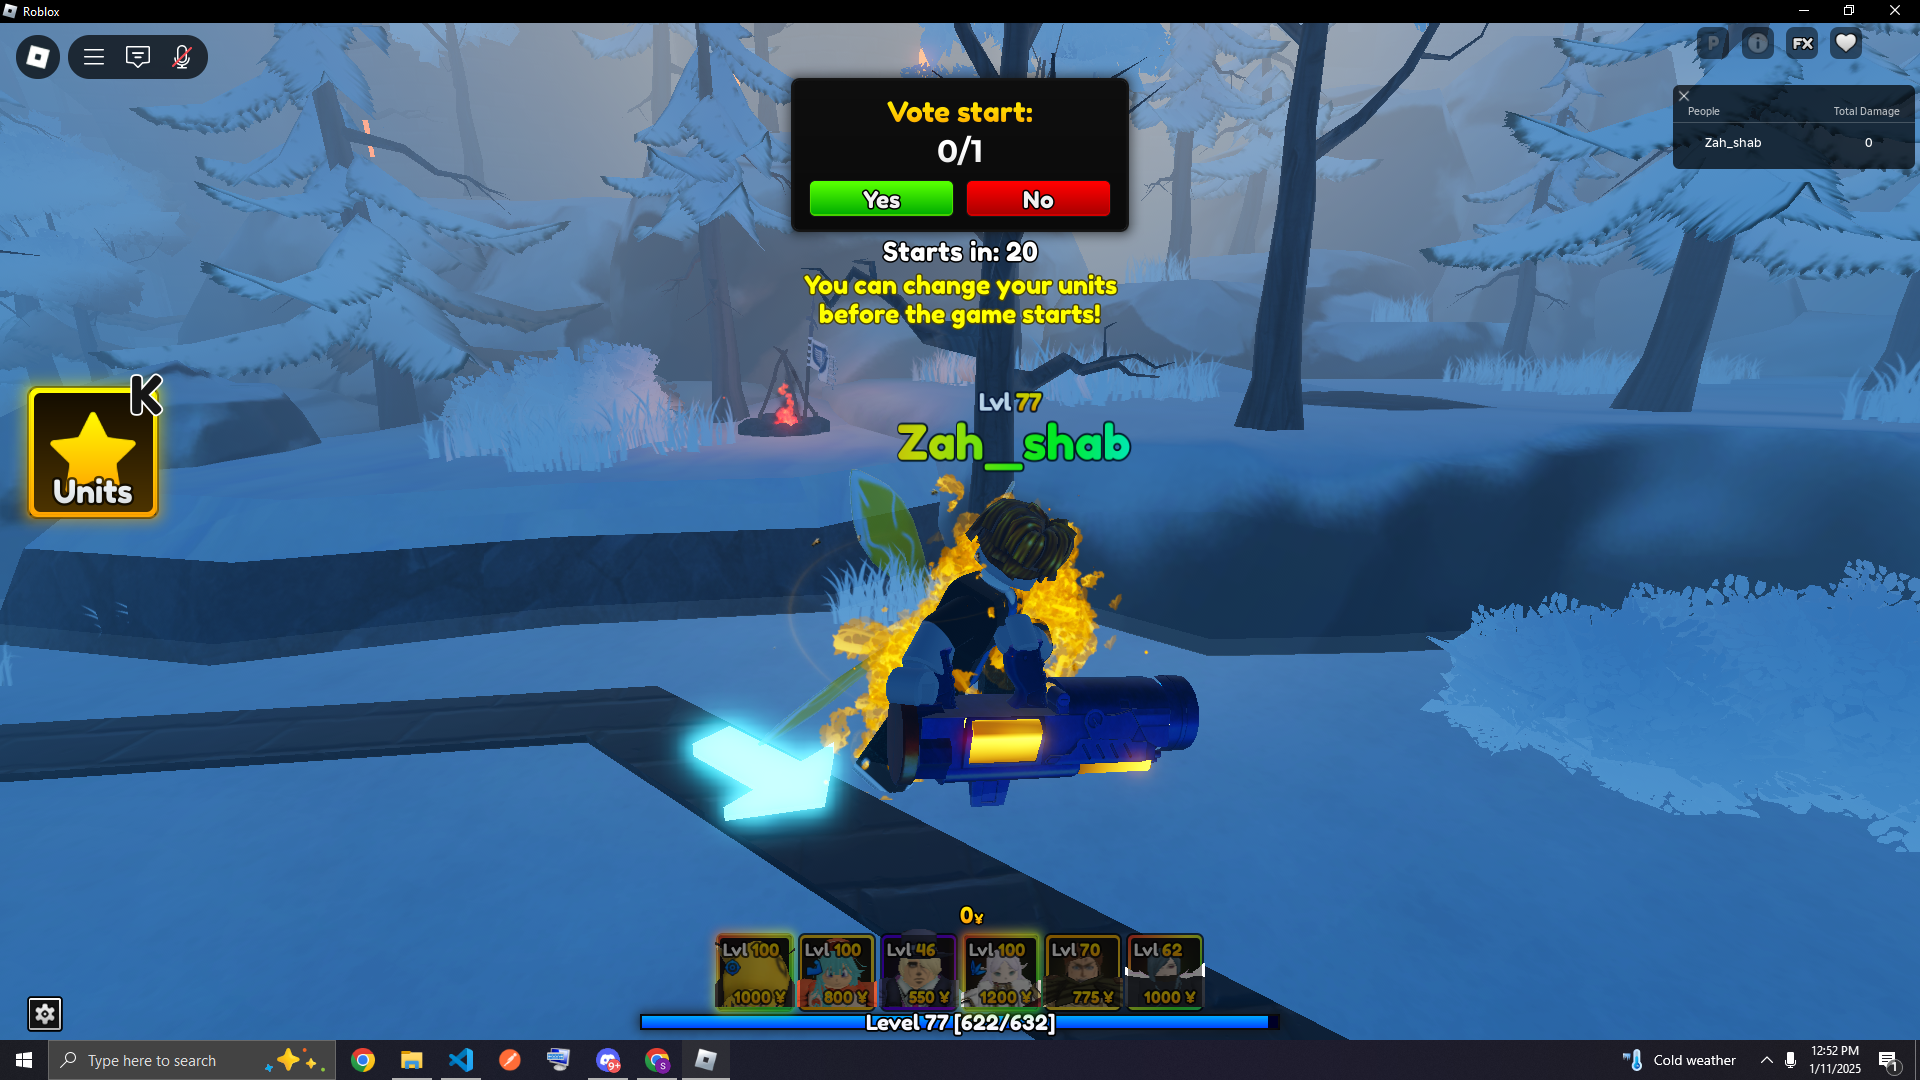 Roblox
P
FX
Vote start:
0/1
Yes
No
Starts in: 20
You can change your units
before the game starts!
People
Total Damage
Zah_shab
0
K
Units
Lvl 77
Zah_shab
0¥
Lvl 100
1000 ¥
Lvl 100
800 ¥
Lvl 46
550 ¥
Lvl 100
1200 ¥
Lvl 70
775 ¥
Lvl 62
1000 ¥
Level 77 [622/632]
Type here to search
9+
S
Cold weather
12:52 PM
1/11/2025
1